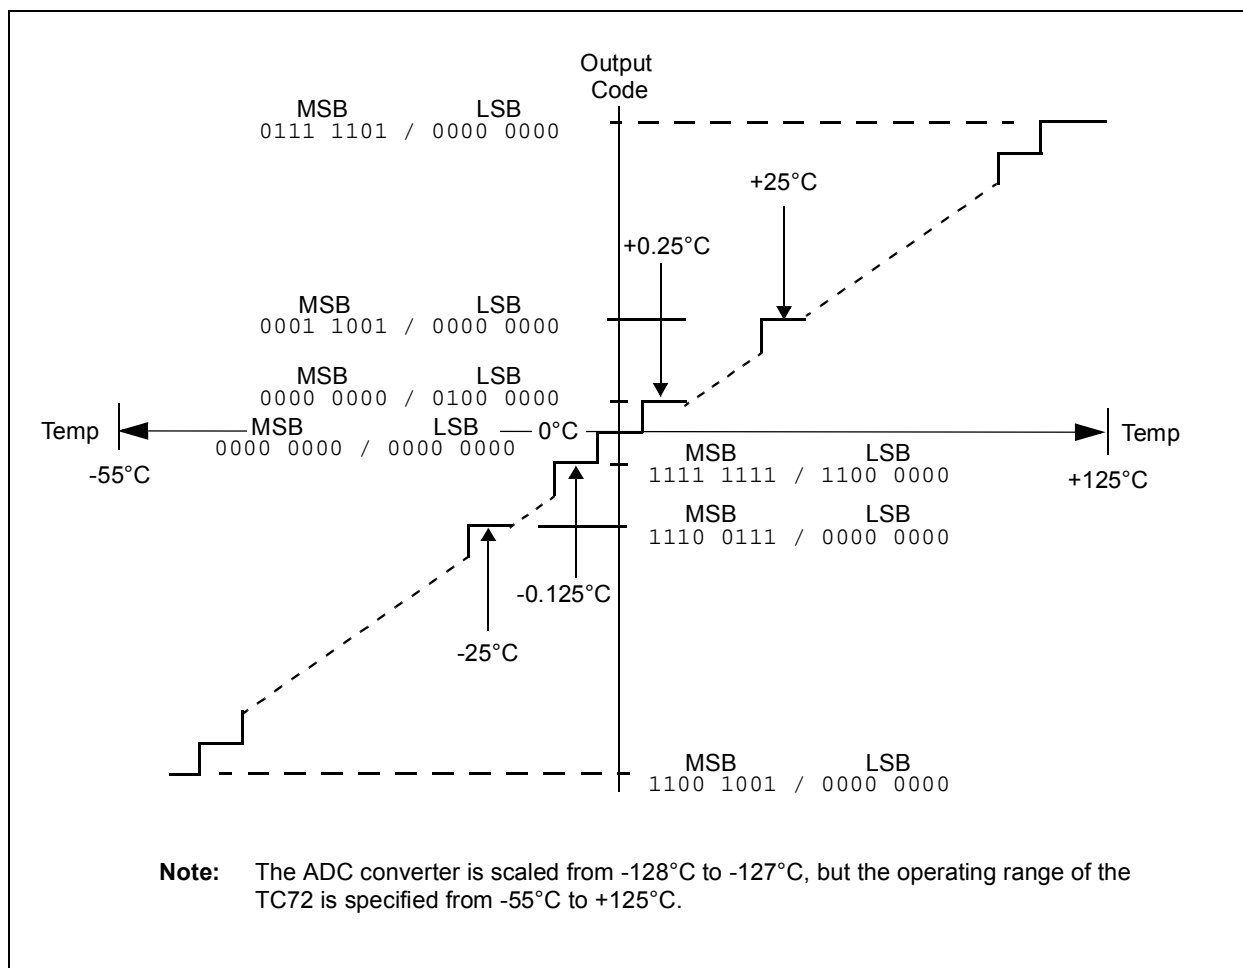 Output
Code
MSB LSB
0111 1101 / 0000 0000
+25°C
+0.25°C
MSB LSB
0001 1001 / 0000 0000
MSB LSB
0000 0000 / 0100 0000
Temp MSB LSB 0°C Temp
0000 0000 / 0000 0000
-55°C +125°C
MSB LSB
1111 1111 / 1100 0000
MSB LSB
1110 0111 / 0000 0000
-0.125°C
-25°C
MSB LSB
1100 1001 / 0000 0000
Note: The ADC converter is scaled from -128°C to -127°C, but the operating range of the
TC72 is specified from -55°C to +125°C.